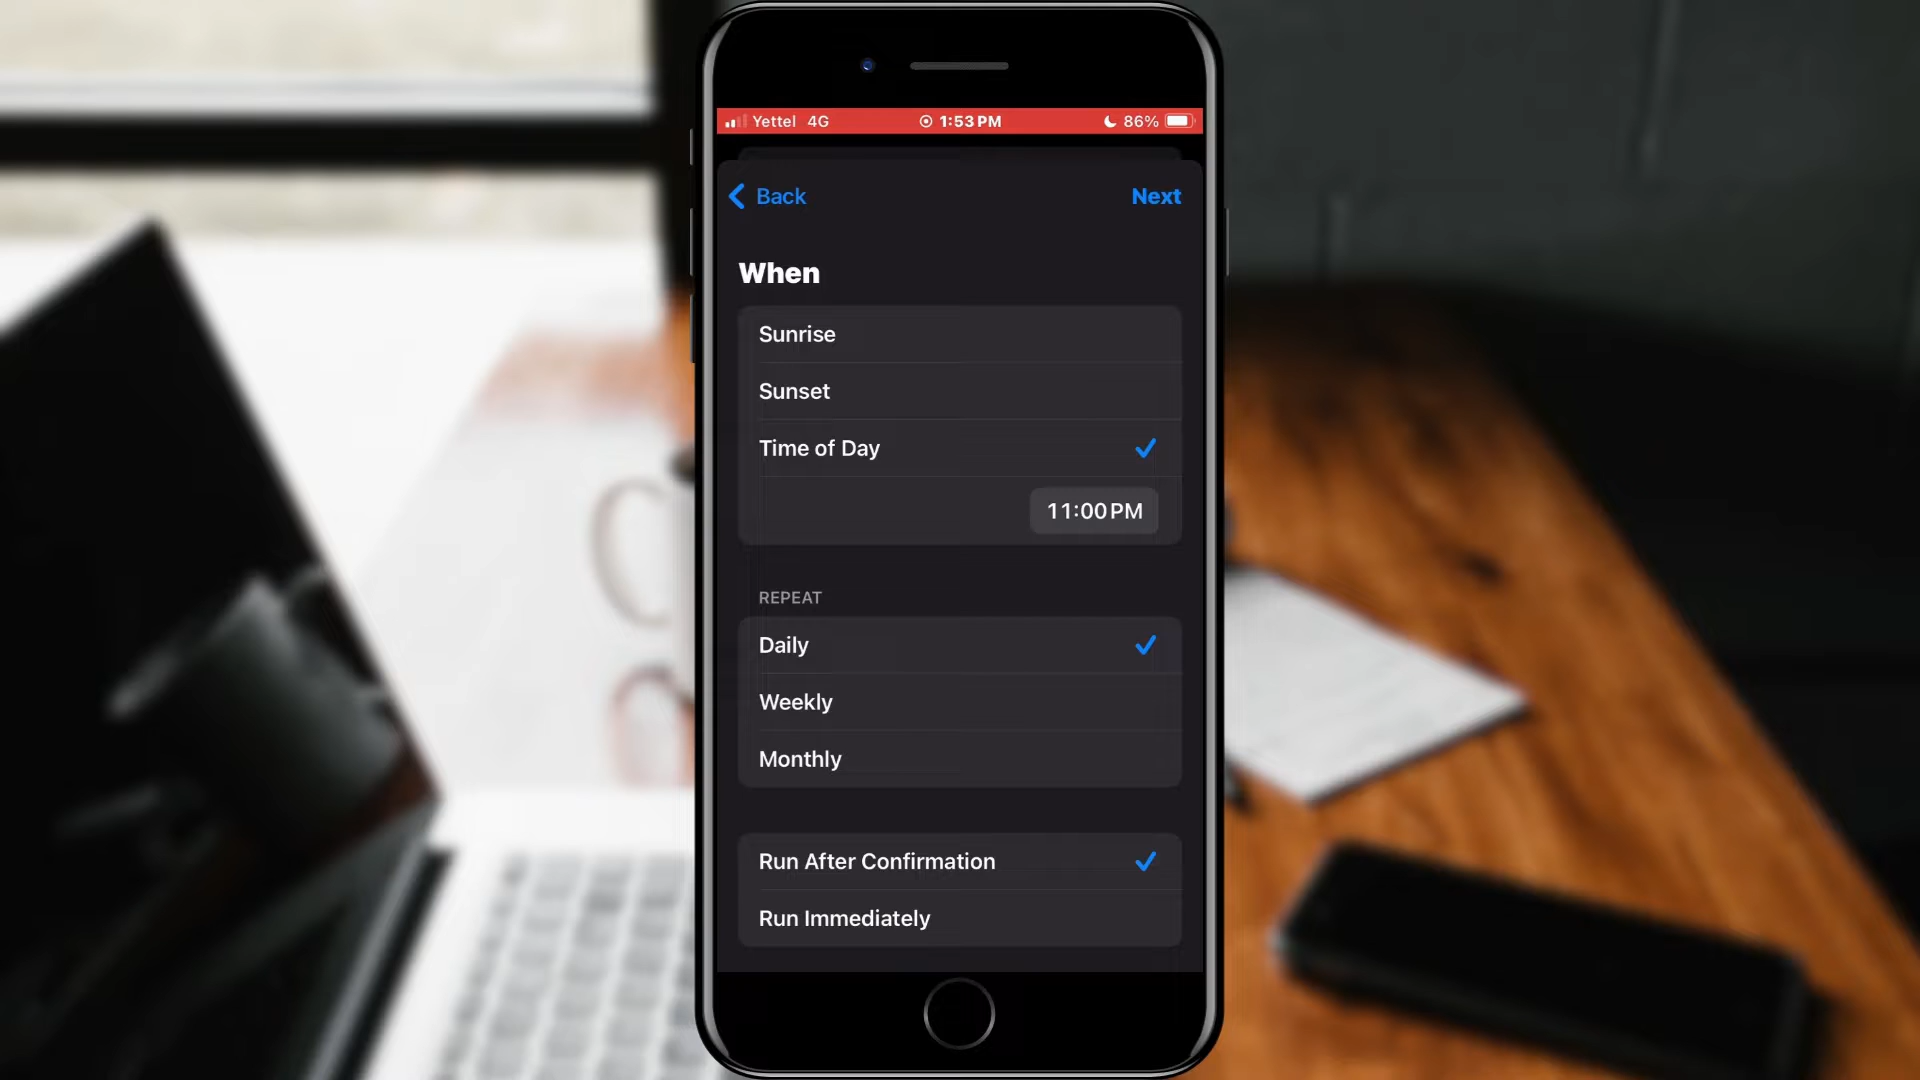 Yettel 4G 1:53 PM 86%
Back Next
When
Sunrise
Sunset
Time of Day
11:00 PM
REPEAT
Daily
Weekly
Monthly
Run After Confirmation
Run Immediately